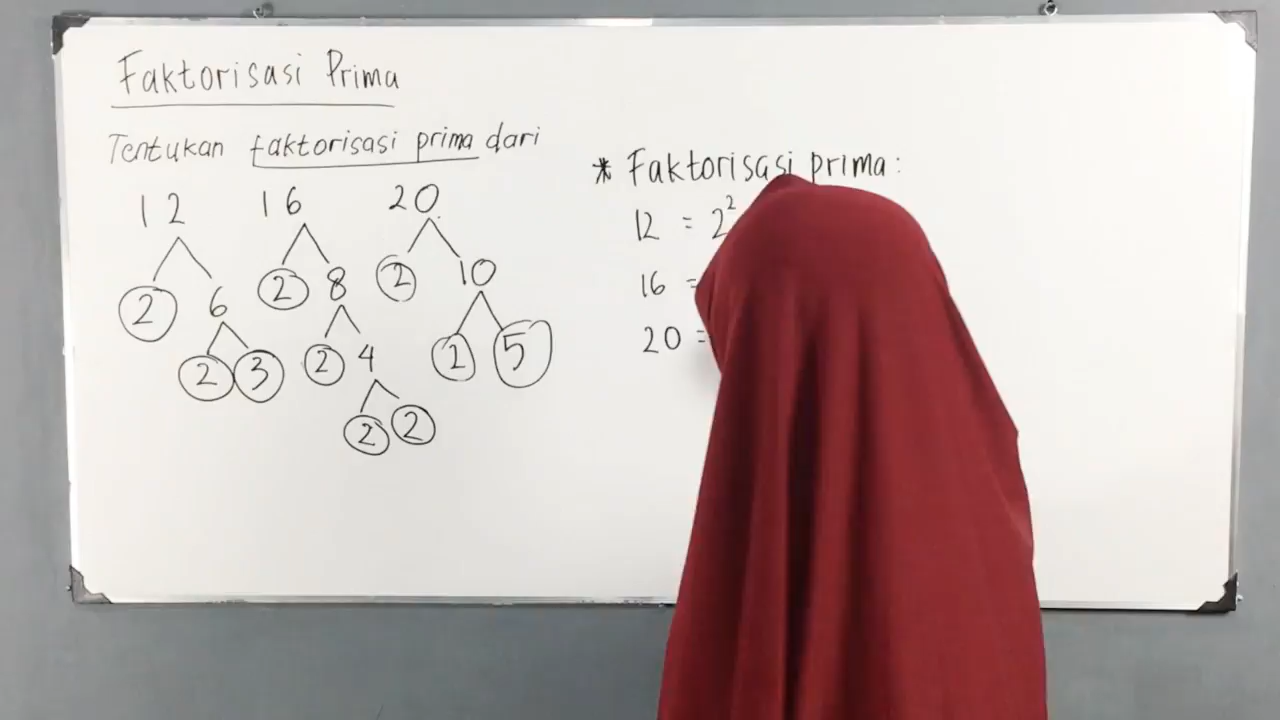 Faktorisasi Prima
Tentukan faktorisasi prima dari
12 16 20
2 6 2 8 2 10
2 3 2 4 2 5
2 2
* Faktorisasi prima:
12 = 2²
16 =
20 =